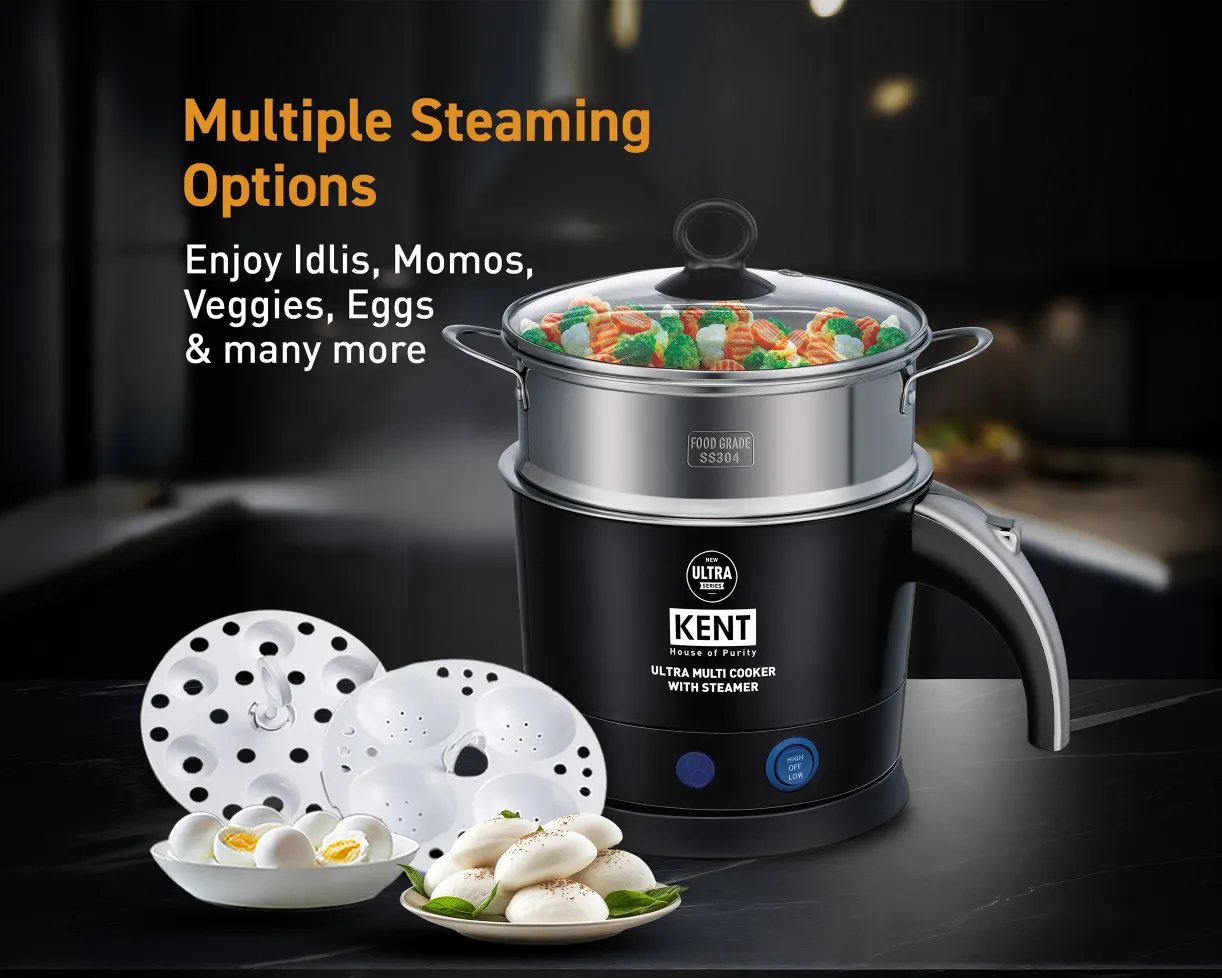 Multiple Steaming
Options
Enjoy Idlis, Momos,
Veggies, Eggs
& many more
FOOD GRADE
SS304
NEW
ULTRA
SERIES
KENT
House of Purity
ULTRA MULTI COOKER
WITH STEAMER
HIGH
OFF
LOW